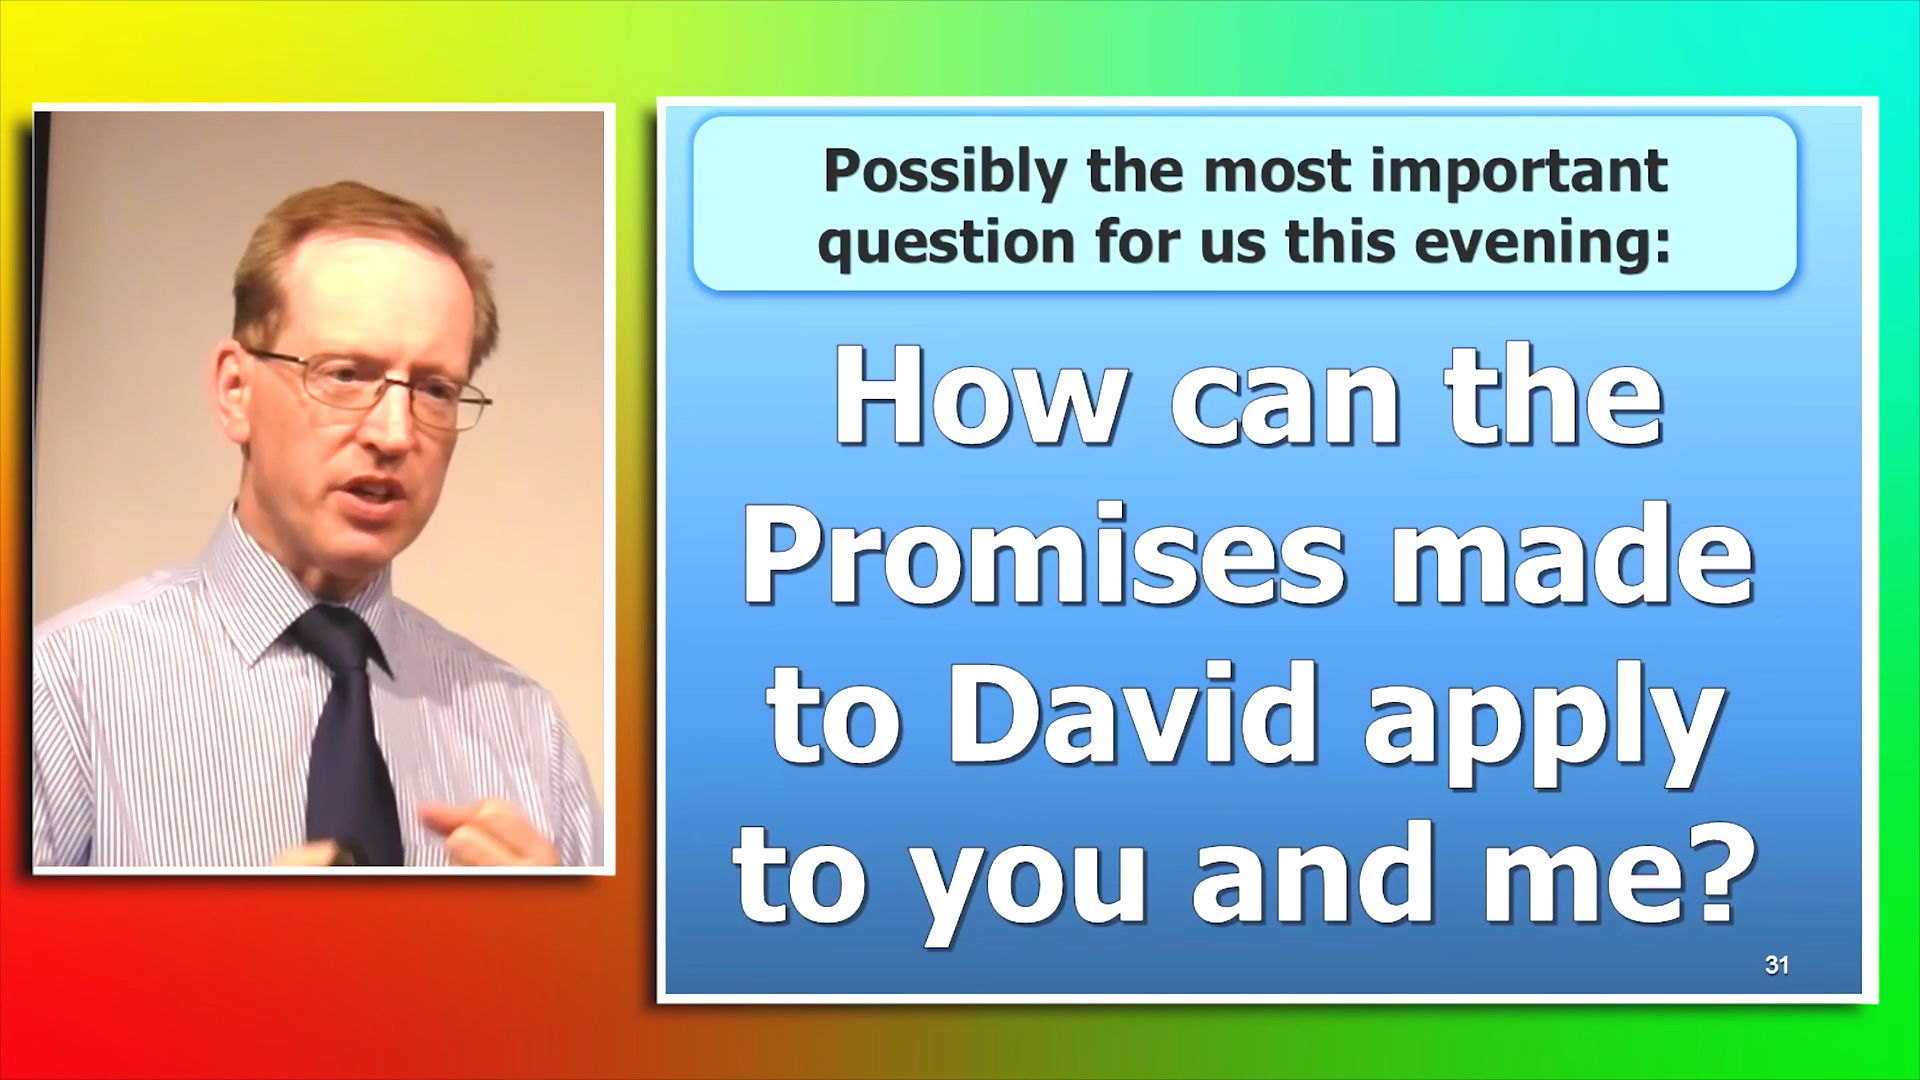 Possibly the most important
question for us this evening:
How can the
Promises made
to David apply
to you and me?
31